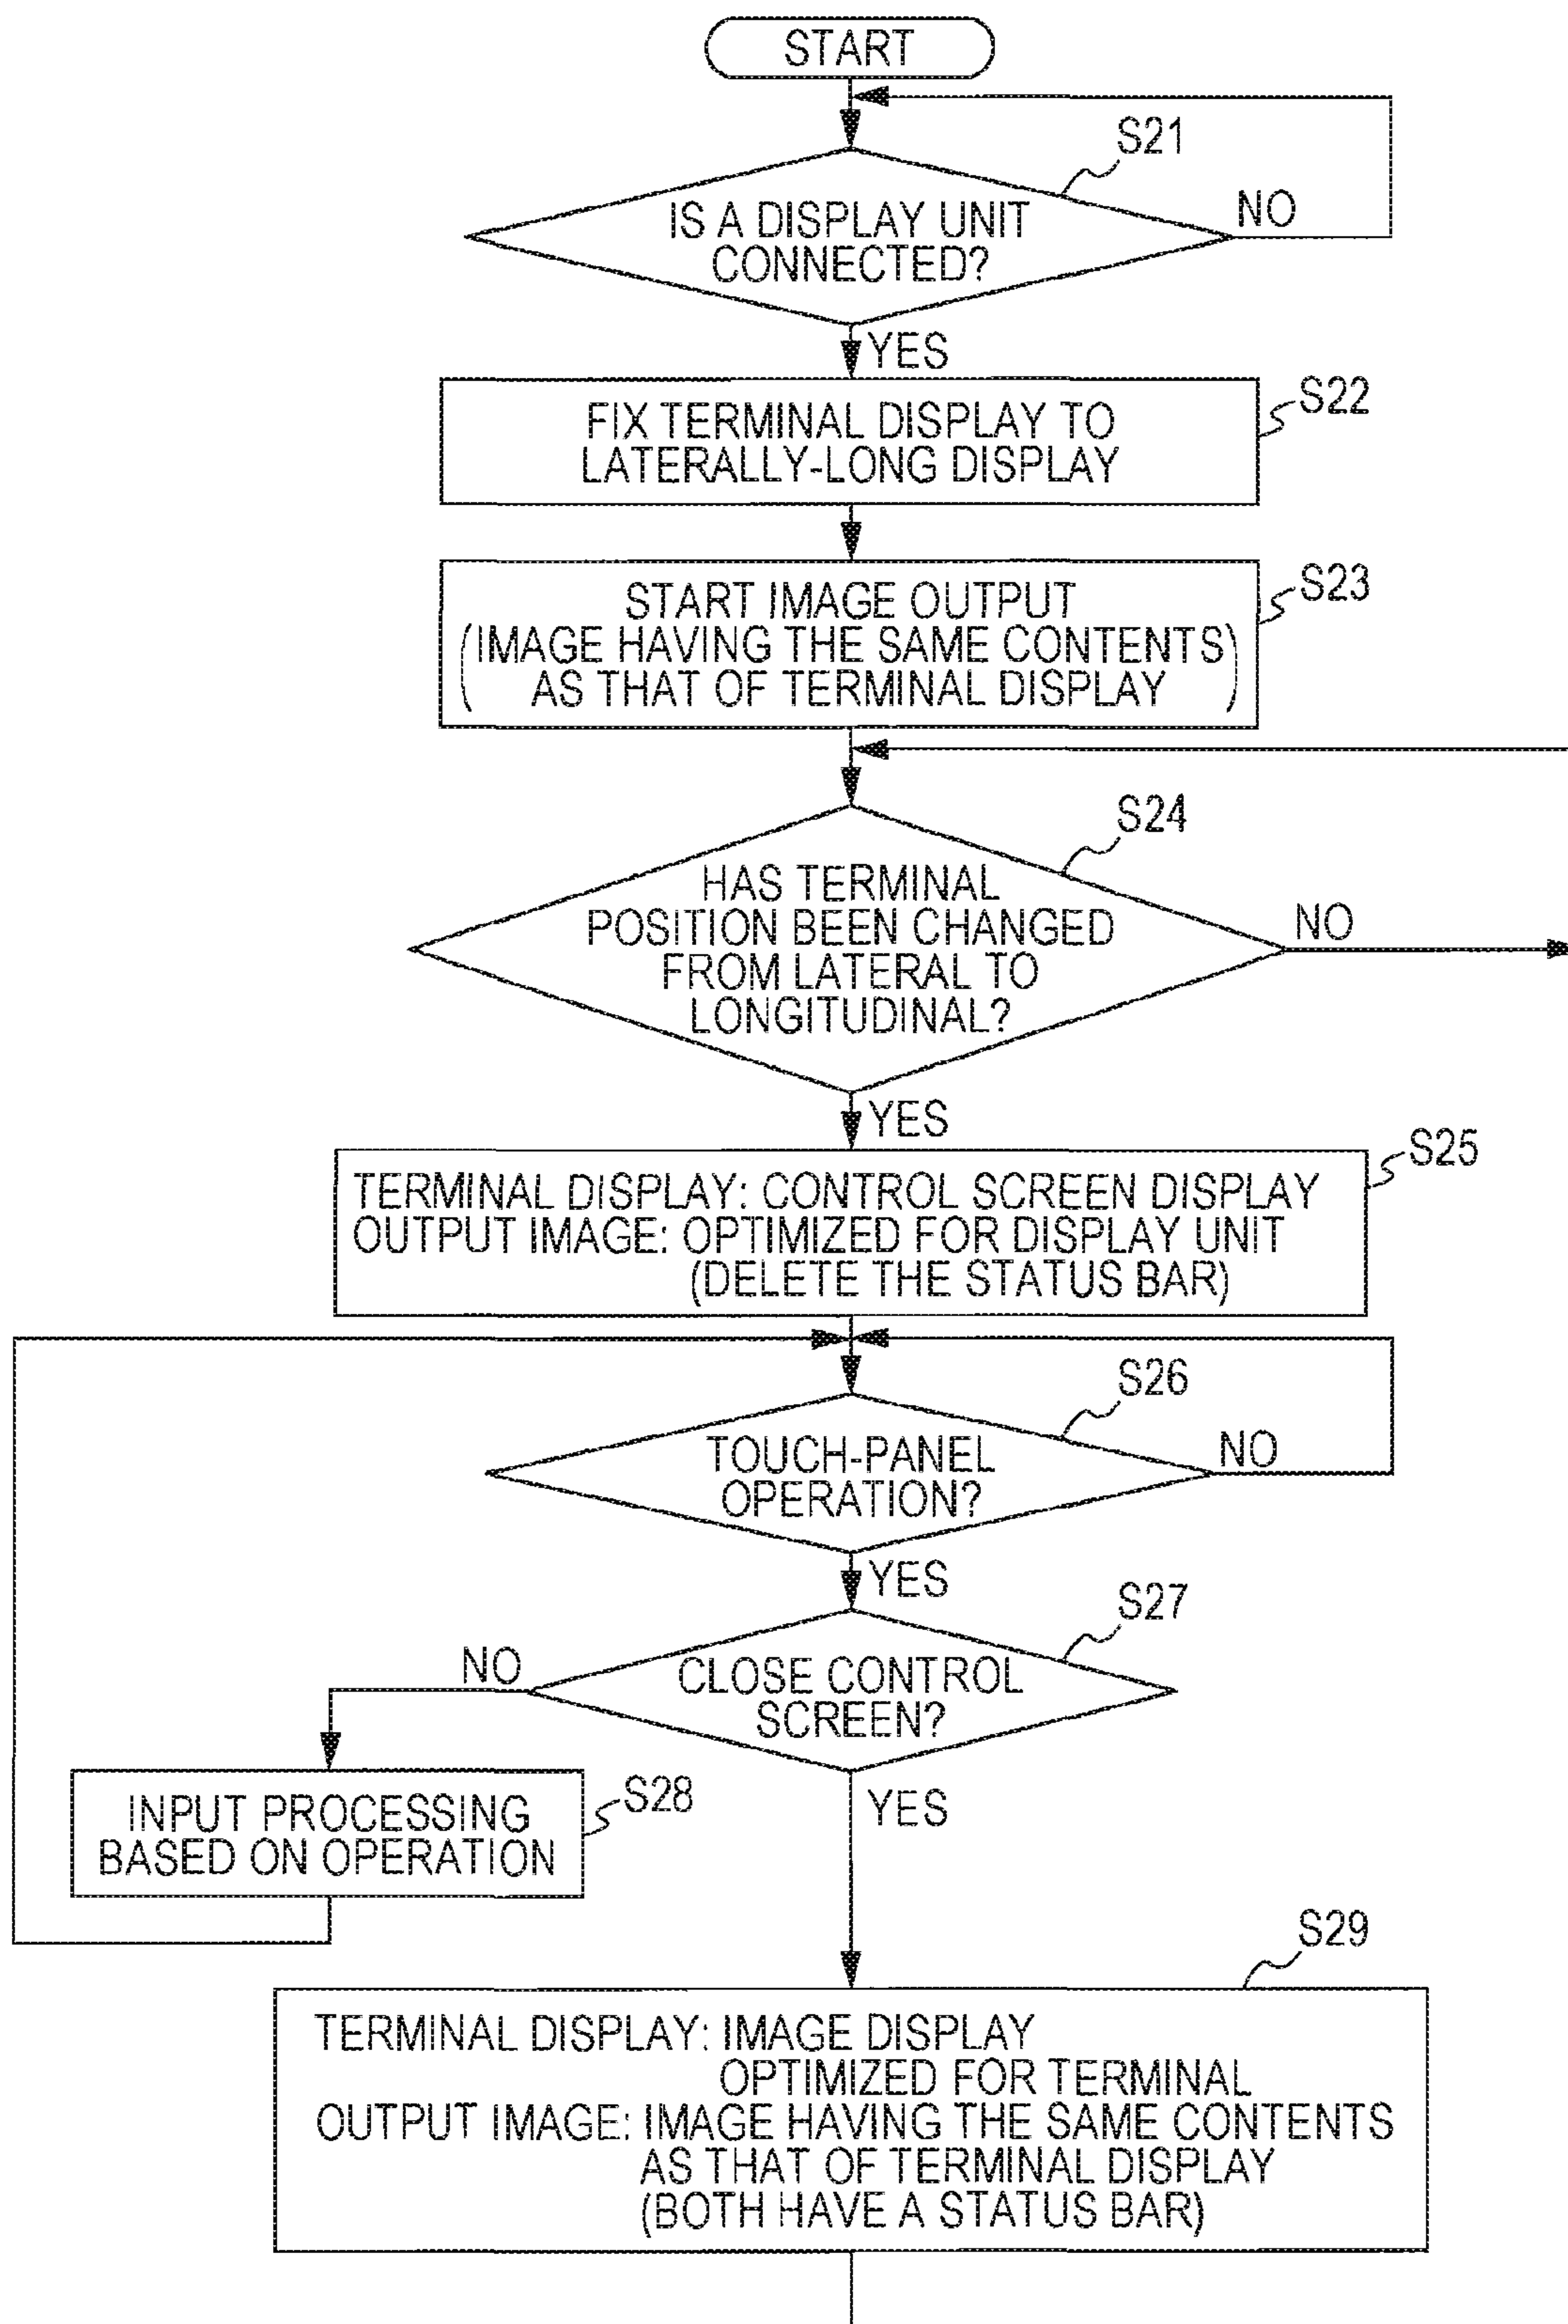 START
S21
IS A DISPLAY UNIT
CONNECTED?
NO
YES
S22
FIX TERMINAL DISPLAY TO
LATERALLY-LONG DISPLAY
S23
START IMAGE OUTPUT
(IMAGE HAVING THE SAME CONTENTS
AS THAT OF TERMINAL DISPLAY)
S24
HAS TERMINAL
POSITION BEEN CHANGED
FROM LATERAL TO
LONGITUDINAL?
NO
YES
S25
TERMINAL DISPLAY: CONTROL SCREEN DISPLAY
OUTPUT IMAGE: OPTIMIZED FOR DISPLAY UNIT
(DELETE THE STATUS BAR)
S26
TOUCH-PANEL
OPERATION?
NO
YES
S27
CLOSE CONTROL
SCREEN?
NO
YES
S28
INPUT PROCESSING
BASED ON OPERATION
S29
TERMINAL DISPLAY: IMAGE DISPLAY
OPTIMIZED FOR TERMINAL
OUTPUT IMAGE: IMAGE HAVING THE SAME CONTENTS
AS THAT OF TERMINAL DISPLAY
(BOTH HAVE A STATUS BAR)